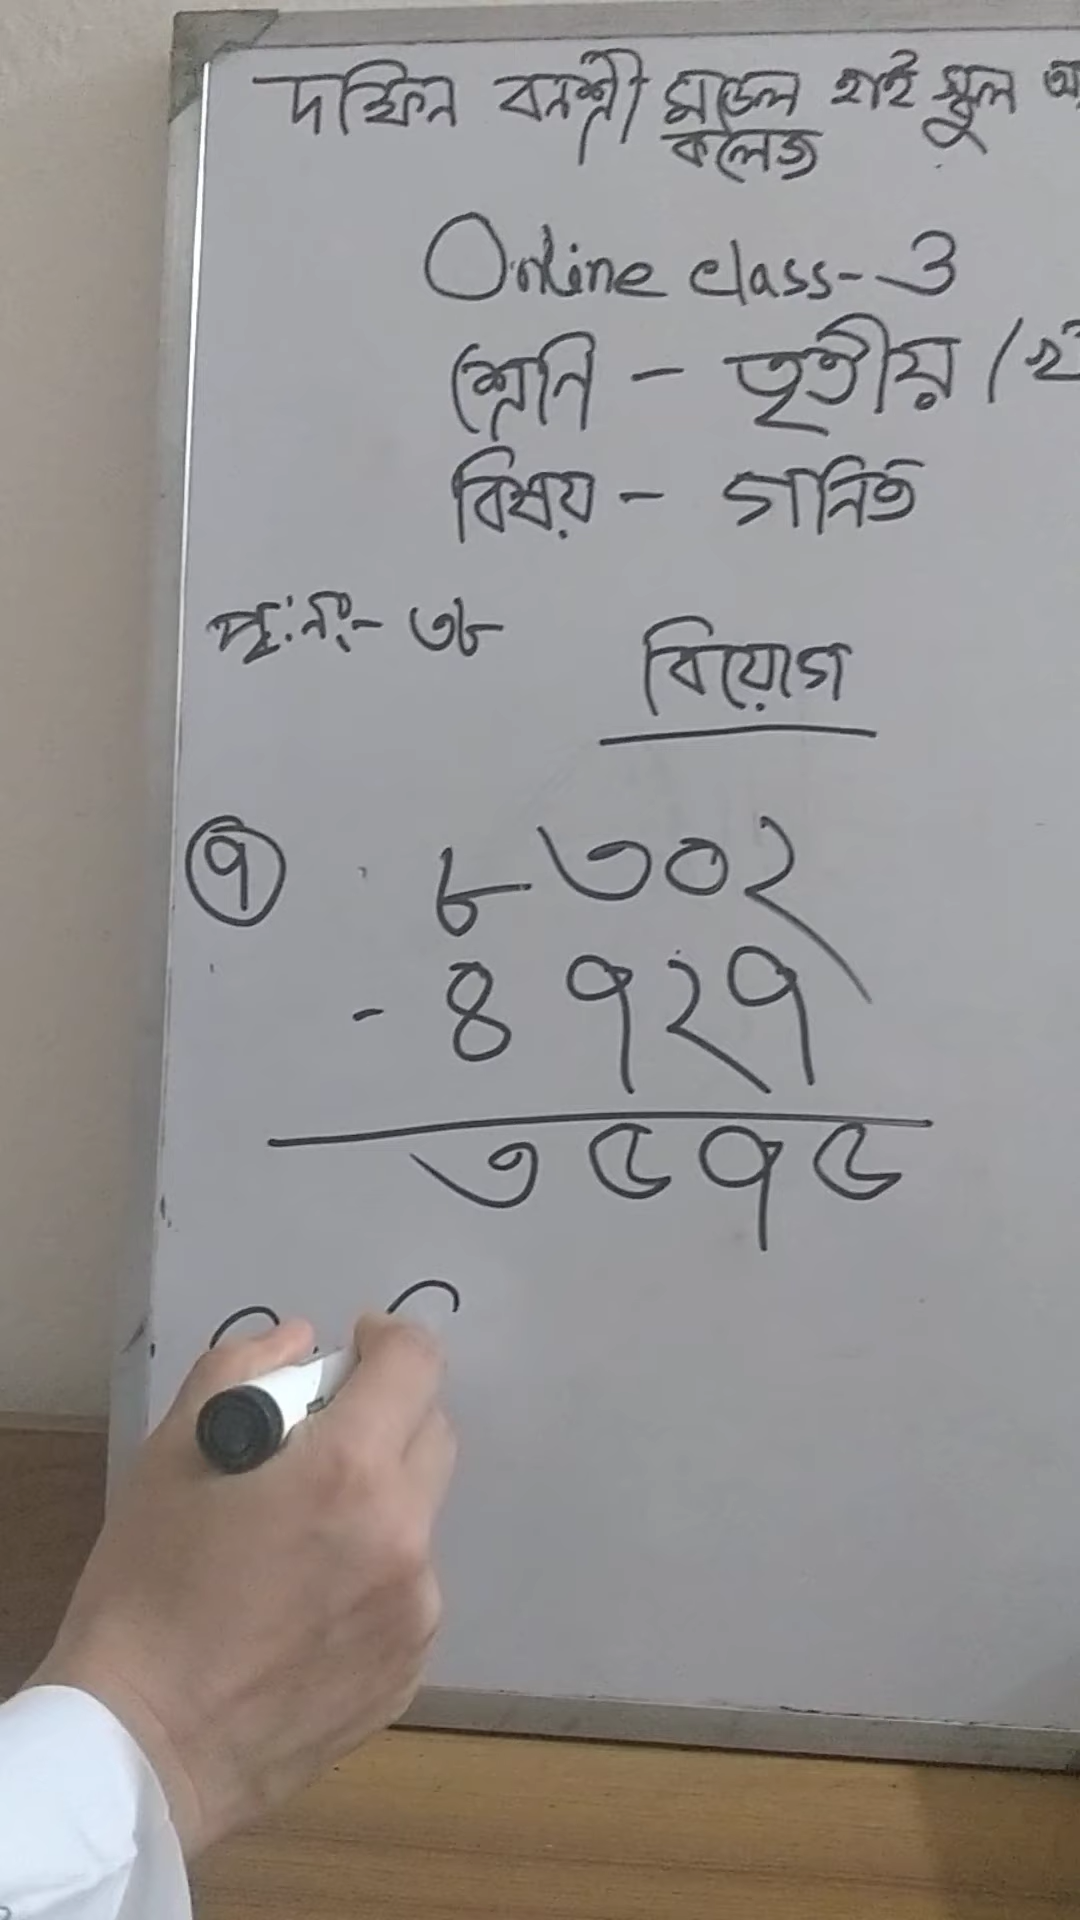 দক্ষিন বনশ্রী মডেল হাই স্কুল
কলেজ
Online class-3
শ্রেনি - তৃতীয়
বিষয় - গনিত
পৃ:নং- ৩৮
বিয়োগ
৭ ৮৩০২
- ৪৭২৭
৩৫৭৫